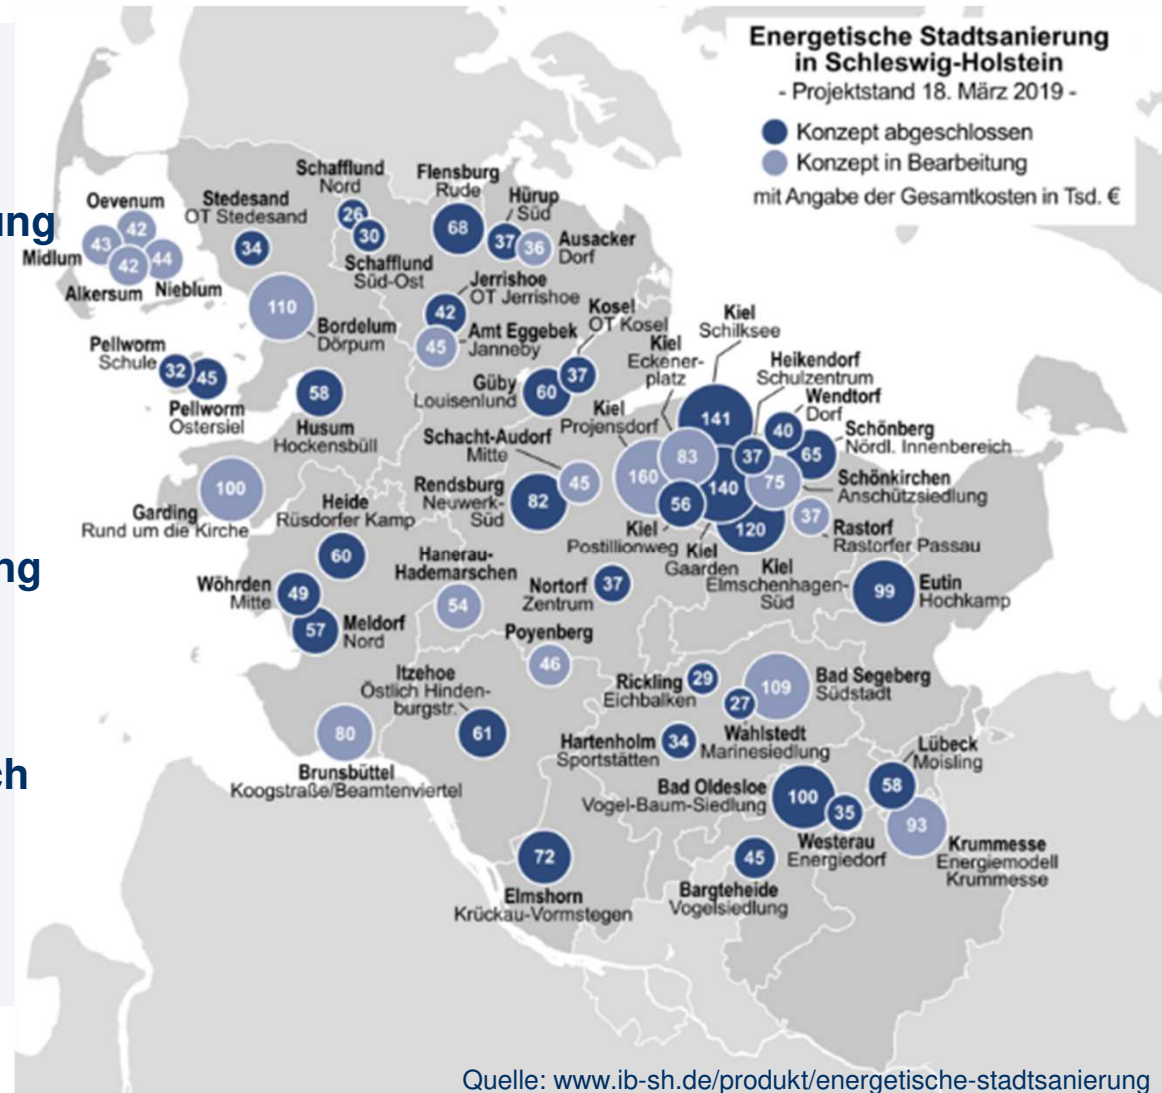 Energetische Stadtsanierung
in Schleswig-Holstein
- Projektstand 18. März 2019 -
Konzept abgeschlossen
Konzept in Bearbeitung
mit Angabe der Gesamtkosten in Tsd. €
ung
ng
ch
Schafflund
Nord
26
30
Schafflund
Süd-Ost
Flensburg
Rude
68
Hürup
Süd
37
36
Ausacker
Dorf
Oevenum
42
43
Midlum
42
44
Alkersum
Nieblum
Stedesand
OT Stedesand
34
110
Bordelum
Dörpum
Jerrishoe
OT Jerrishoe
42
45
Amt Eggebek
Janneby
Kosel
OT Kosel
37
Güby
Louisenlund
60
Pellworm
Schule
32
45
Pellworm
Ostersiel
58
Husum
Hockensbüll
Kiel
Schilksee
141
Kiel
Eckener-
platz
83
Kiel
Projensdorf
160
Heikendorf
Schulzentrum
37
Wendtorf
Dorf
40
Schönberg
Nördl. Innenbereich
65
Schönkirchen
Anschützsiedlung
75
37
Rastorf
Rastorfer Passau
56
Kiel
Postillionweg
140
Kiel
Gaarden
120
Kiel
Elmschenhagen-
Süd
Schacht-Audorf
Mitte
45
Rendsburg
Neuwerk-
Süd
82
100
Garding
Rund um die Kirche
Heide
Rüsdorfer Kamp
60
Wöhrden
Mitte
49
57
Meldorf
Nord
Hanerau-
Hademarschen
54
Nortorf
Zentrum
37
99
Eutin
Hochkamp
Poyenberg
46
Itzehoe
Östlich Hinden-
burgstr.
61
80
Brunsbüttel
Koogstraße/Beamtenviertel
Rickling
Eichbalken
29
109
Bad Segeberg
Südstadt
27
Wahlstedt
Marinesiedlung
Hartenholm
Sportstätten
34
Lübeck
Moisling
58
Bad Oldesloe
Vogel-Baum-Siedlung
100
35
Westerau
Energiedorf
93
Krummesse
Energiemodell
Krummesse
45
Bargteheide
Vogelsiedlung
72
Elmshorn
Krückau-Vormstegen
Quelle: www.ib-sh.de/produkt/energetische-stadtsanierung